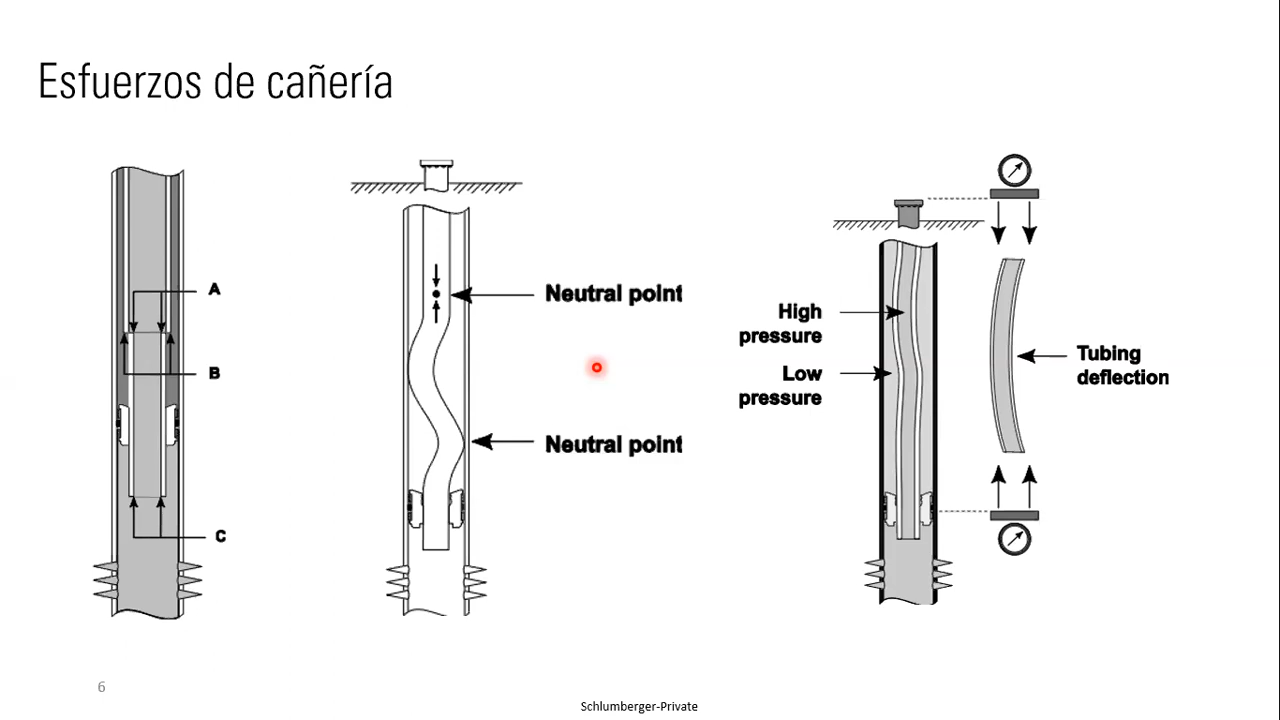 Esfuerzos de cañería
A
B
C
Neutral point
Neutral point
High
pressure
Low
pressure
Tubing
deflection
6
Schlumberger-Private